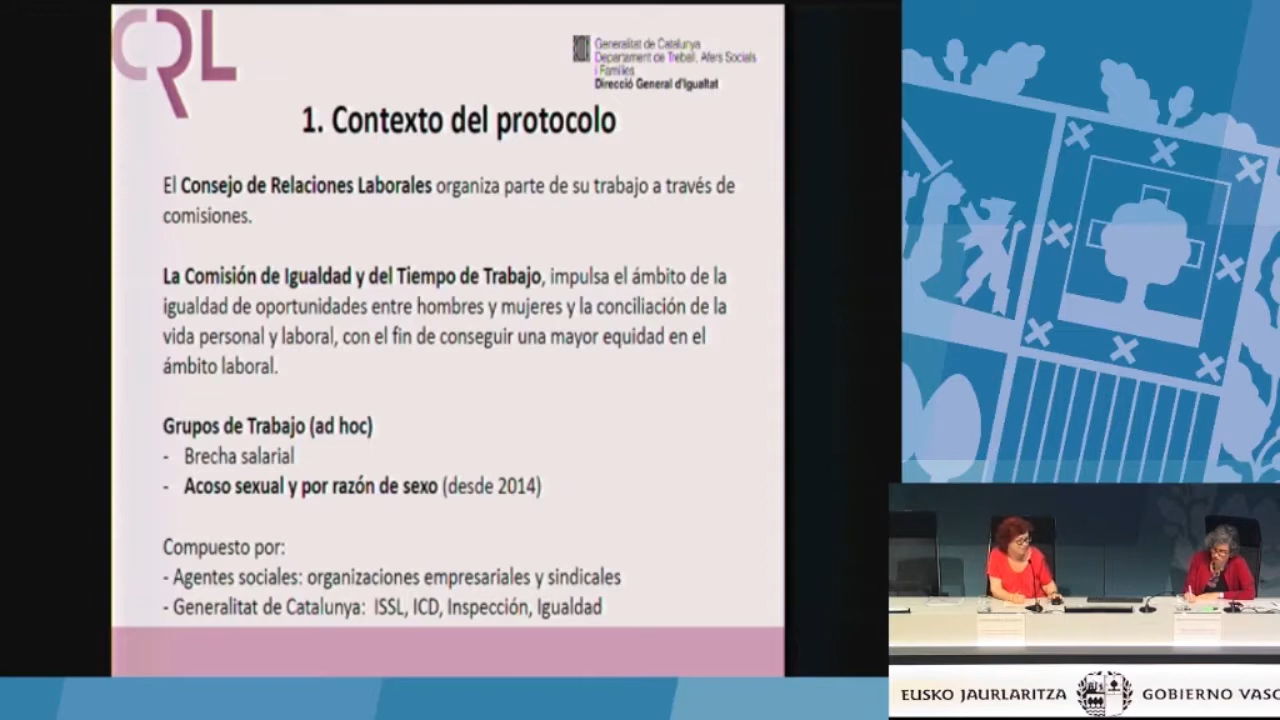 CRL
Generalitat de Catalunya
Departament de Treball, Afers Socials
i Famílies
Direcció General d'Igualtat
1. Contexto del protocolo
El Consejo de Relaciones Laborales organiza parte de su trabajo a través de
comisiones.
La Comisión de Igualdad y del Tiempo de Trabajo, impulsa el ámbito de la
igualdad de oportunidades entre hombres y mujeres y la conciliación de la
vida personal y laboral, con el fin de conseguir una mayor equidad en el
ámbito laboral.
Grupos de Trabajo (ad hoc)
- Brecha salarial
- Acoso sexual y por razón de sexo (desde 2014)
Compuesto por:
- Agentes sociales: organizaciones empresariales y sindicales
- Generalitat de Catalunya: ISSL, ICD, Inspección, Igualdad
EUSKO JAURLARITZA GOBIERNO VASC